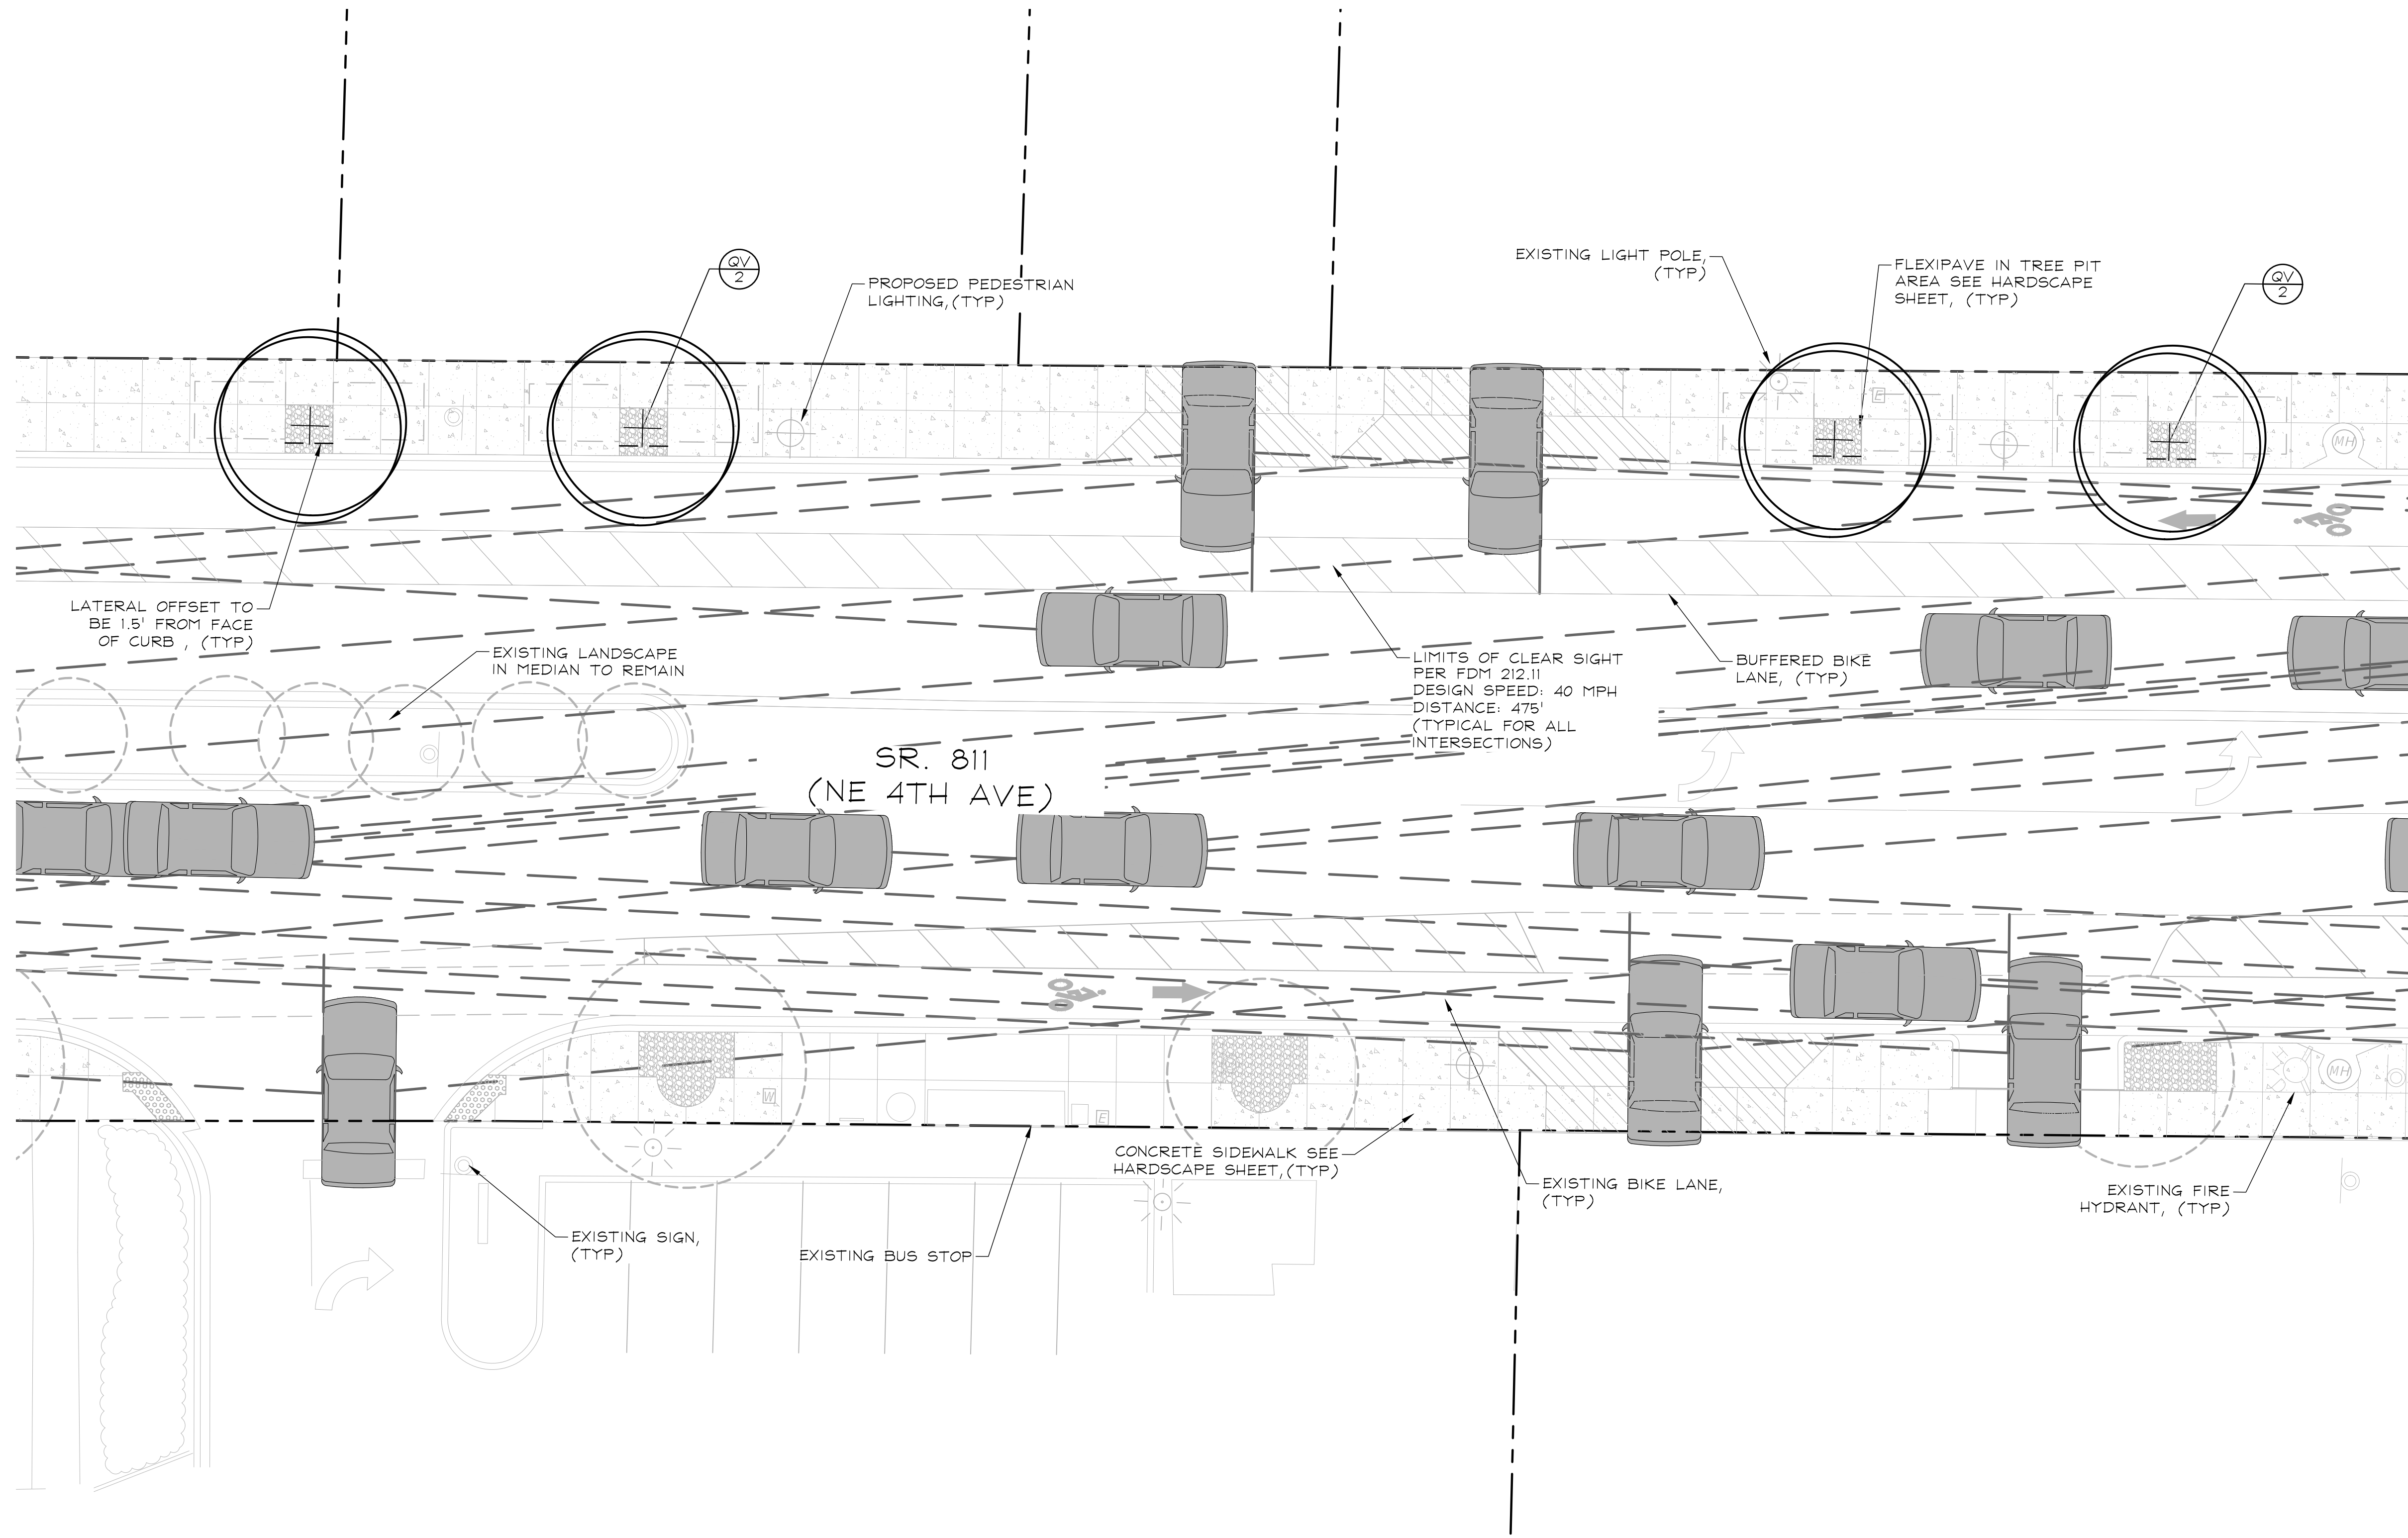 QV
2
PROPOSED PEDESTRIAN
LIGHTING,(TYP)
EXISTING LIGHT POLE,
(TYP)
FLEXIPAVE IN TREE PIT
AREA SEE HARDSCAPE
SHEET, (TYP)
QV
2
E
MH
LATERAL OFFSET TO
BE 1.5' FROM FACE
OF CURB , (TYP)
EXISTING LANDSCAPE
IN MEDIAN TO REMAIN
LIMITS OF CLEAR SIGHT
PER FDM 212.11
DESIGN SPEED: 40 MPH
DISTANCE: 475'
(TYPICAL FOR ALL
INTERSECTIONS)
BUFFERED BIKE
LANE, (TYP)
SR. 811
(NE 4TH AVE)
W
E
MH
CONCRETE SIDEWALK SEE
HARDSCAPE SHEET,(TYP)
EXISTING BIKE LANE,
(TYP)
EXISTING FIRE
HYDRANT, (TYP)
EXISTING SIGN,
(TYP)
EXISTING BUS STOP